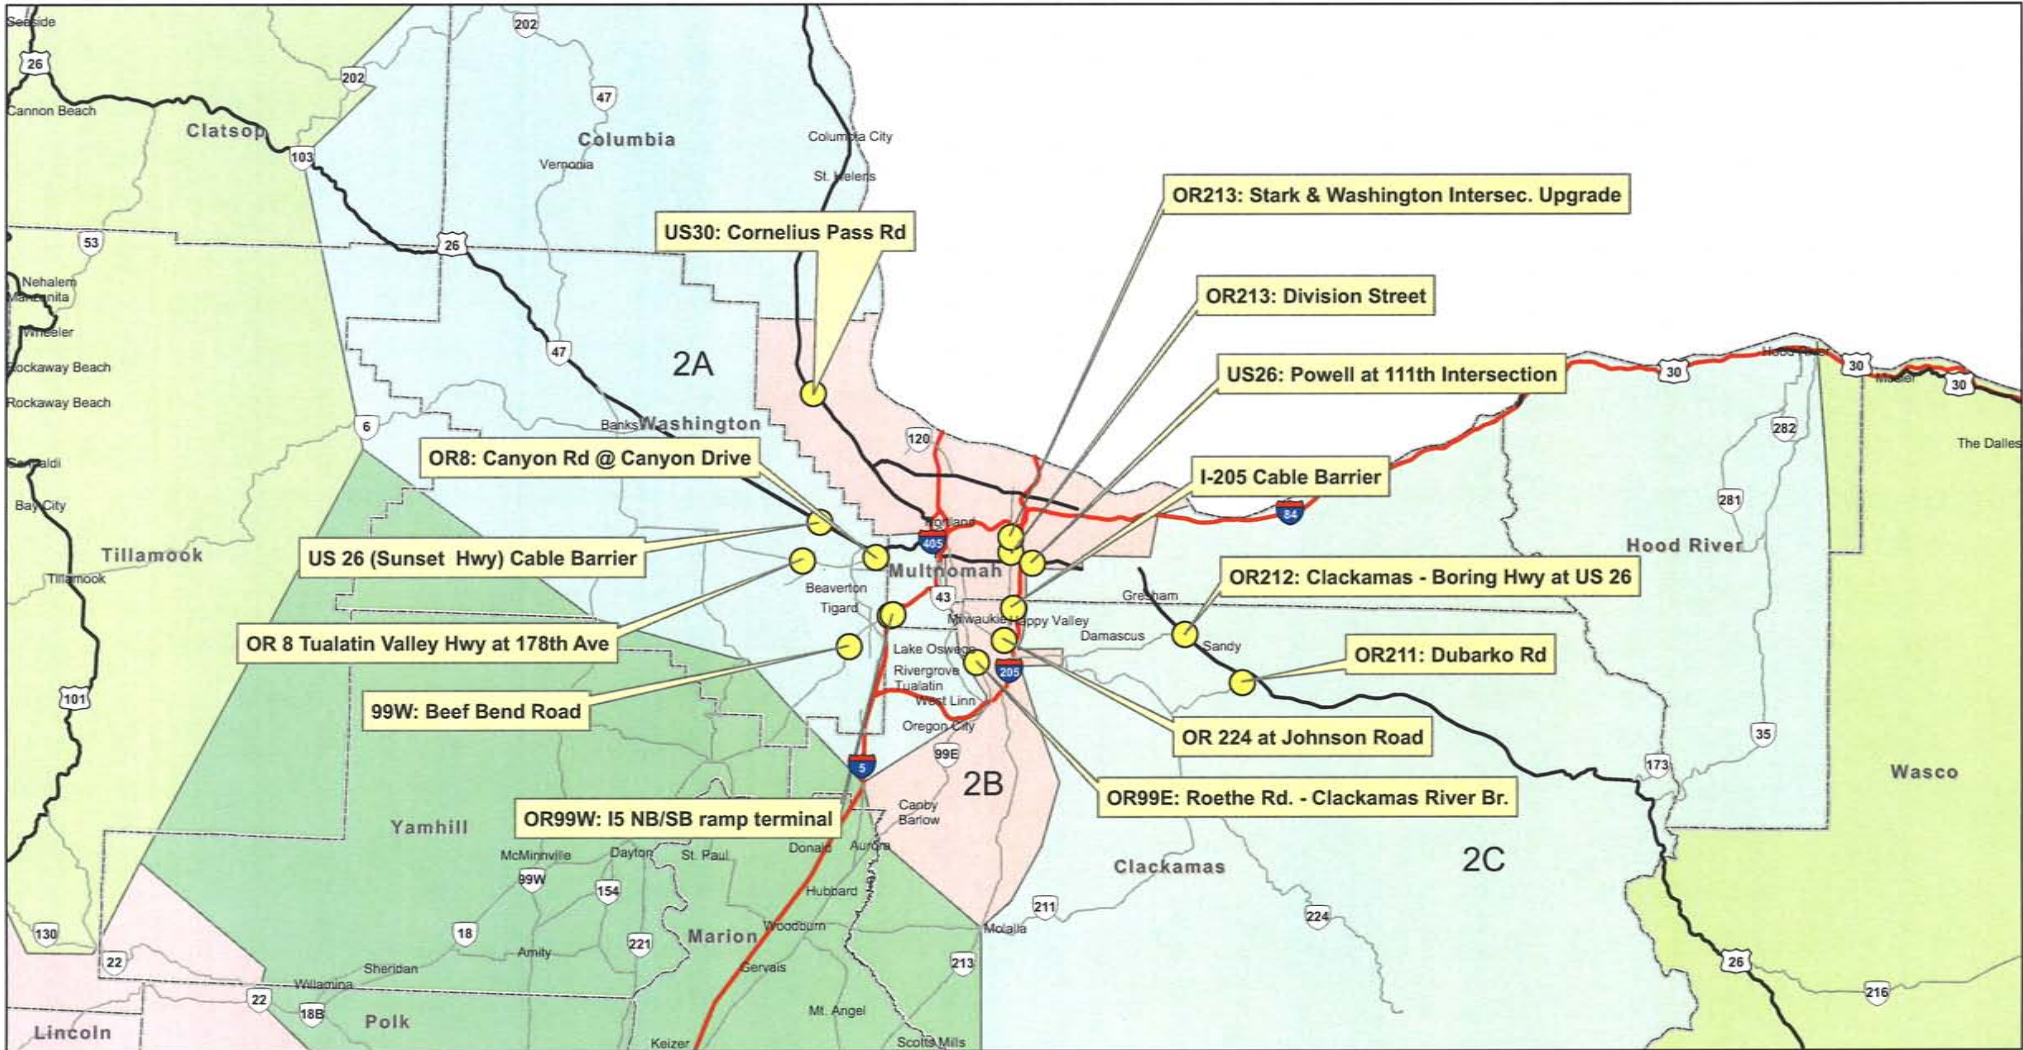 Seaside
202
26
202
47
Cannon Beach
Clatsop
Columbia
Columbia City
103
Vernonia
St. Helens
OR213: Stark & Washington Intersec. Upgrade
US30: Cornelius Pass Rd
53
26
Nehalem
Manzanita
OR213: Division Street
Wheeler
47
2A
Hood River
30
30
30
Mosier
Rockaway Beach
US26: Powell at 111th Intersection
Rockaway Beach
6
Banks
Washington
120
282
The Dalles
OR8: Canyon Rd @ Canyon Drive
Garibaldi
I-205 Cable Barrier
Bay City
281
84
Portland
405
US 26 (Sunset Hwy) Cable Barrier
Tillamook
Hood River
Multnomah
Tillamook
OR212: Clackamas - Boring Hwy at US 26
Beaverton
43
Gresham
Tigard
Milwaukie
Happy Valley
Damascus
OR 8 Tualatin Valley Hwy at 178th Ave
Sandy
Lake Oswego
OR211: Dubarko Rd
Rivergrove
205
Tualatin
101
West Linn
99W: Beef Bend Road
Oregon City
OR 224 at Johnson Road
35
99E
5
173
Wasco
2B
OR99E: Roethe Rd. - Clackamas River Br.
Canby
Barlow
OR99W: I5 NB/SB ramp terminal
Yamhill
Donald
Aurora
McMinnville
Dayton
St. Paul
2C
Clackamas
99W
154
Hubbard
211
224
Woodburn
Molalla
130
18
221
Marion
Amity
22
Sheridan
Gervais
213
26
Willamina
22
18B
216
Mt. Angel
Polk
Lincoln
Keizer
Scotts Mills